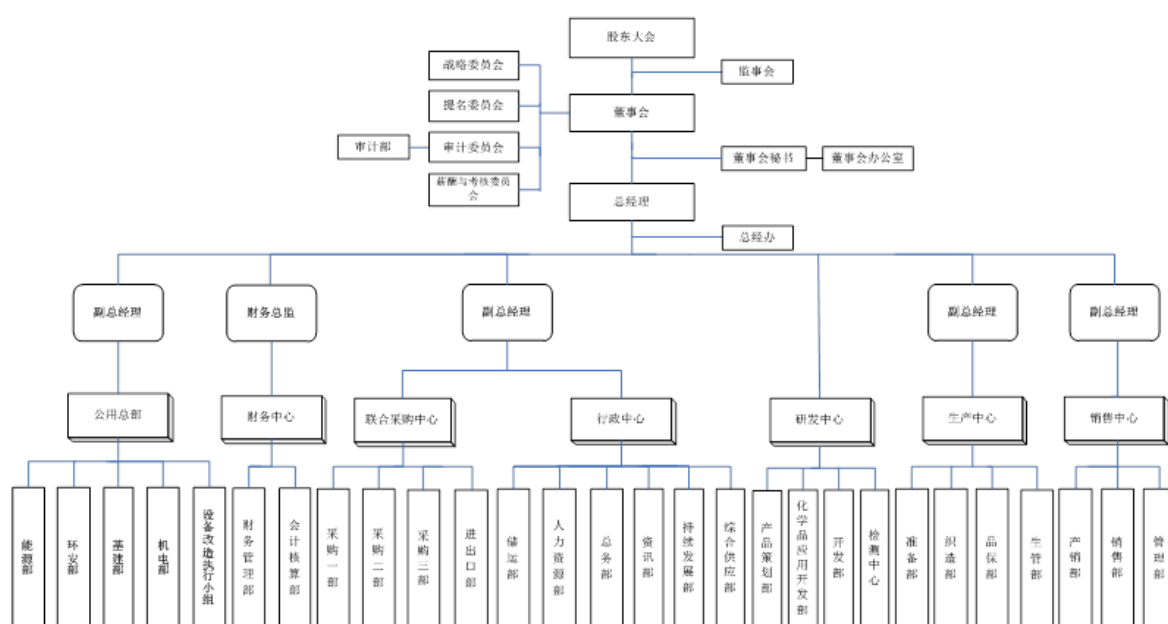 股东大会
监事会
战略委员会
提名委员会
董事会
审计部
审计委员会
董事会秘书
董事会办公室
薪酬与考核委员
会
总经理
总经办
副总经理
财务总监
副总经理
副总经理
副总经理
公用总部
财务中心
联合采购中心
行政中心
研发中心
生产中心
销售中心
能源部
环安部
基建部
机电部
设备改造执行小组
财务管理部
会计核算部
采购一部
采购二部
采购三部
进出口部
储运部
人力资源部
总务部
资讯部
持续发展部
综合供应部
产品策划部
化学品应用开发部
开发部
检测中心
准备部
织造部
品保部
生管部
产销部
销售部
管理部